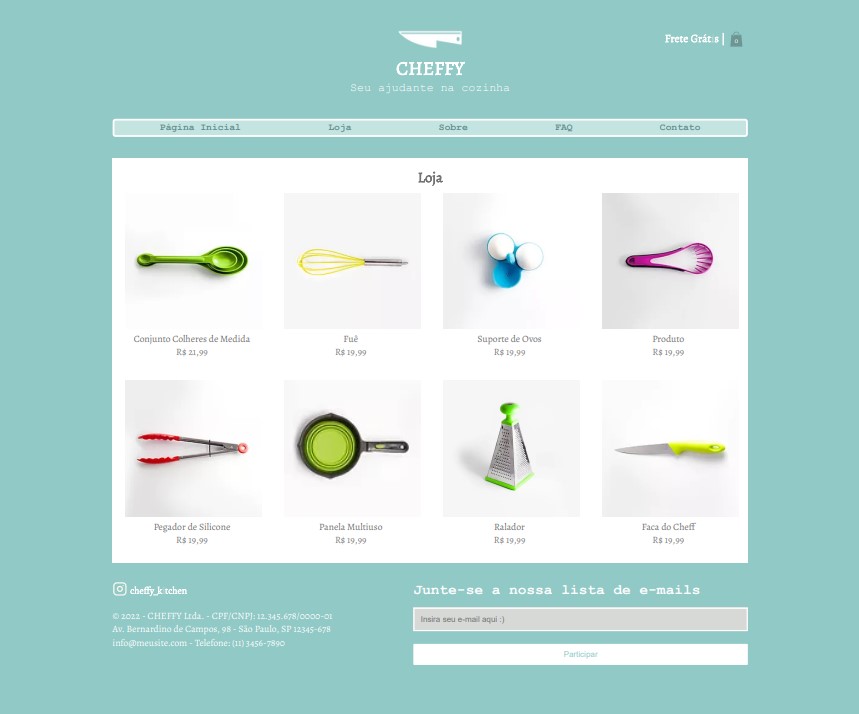 CHEFFY
Seu ajudante na cozinha
Frete Grátis |
0
Página Inicial Loja Sobre FAQ Contato
Loja
Conjunto Colheres de Medida
R$ 21,99
Fuê
R$ 19,99
Suporte de Ovos
R$ 19,99
Produto
R$ 19,99
Pegador de Silicone
R$ 19,99
Panela Multiuso
R$ 19,99
Ralador
R$ 19,99
Faca do Cheff
R$ 19,99
cheffy_kitchen
© 2022 - CHEFFY Ltda. - CPF/CNPJ: 12.345.678/0000-01
Av. Bernardino de Campos, 98 - São Paulo, SP 12345-678
info@meusite.com - Telefone: (11) 3456-7890
Junte-se a nossa lista de e-mails
Insira seu e-mail aqui :)
Participar